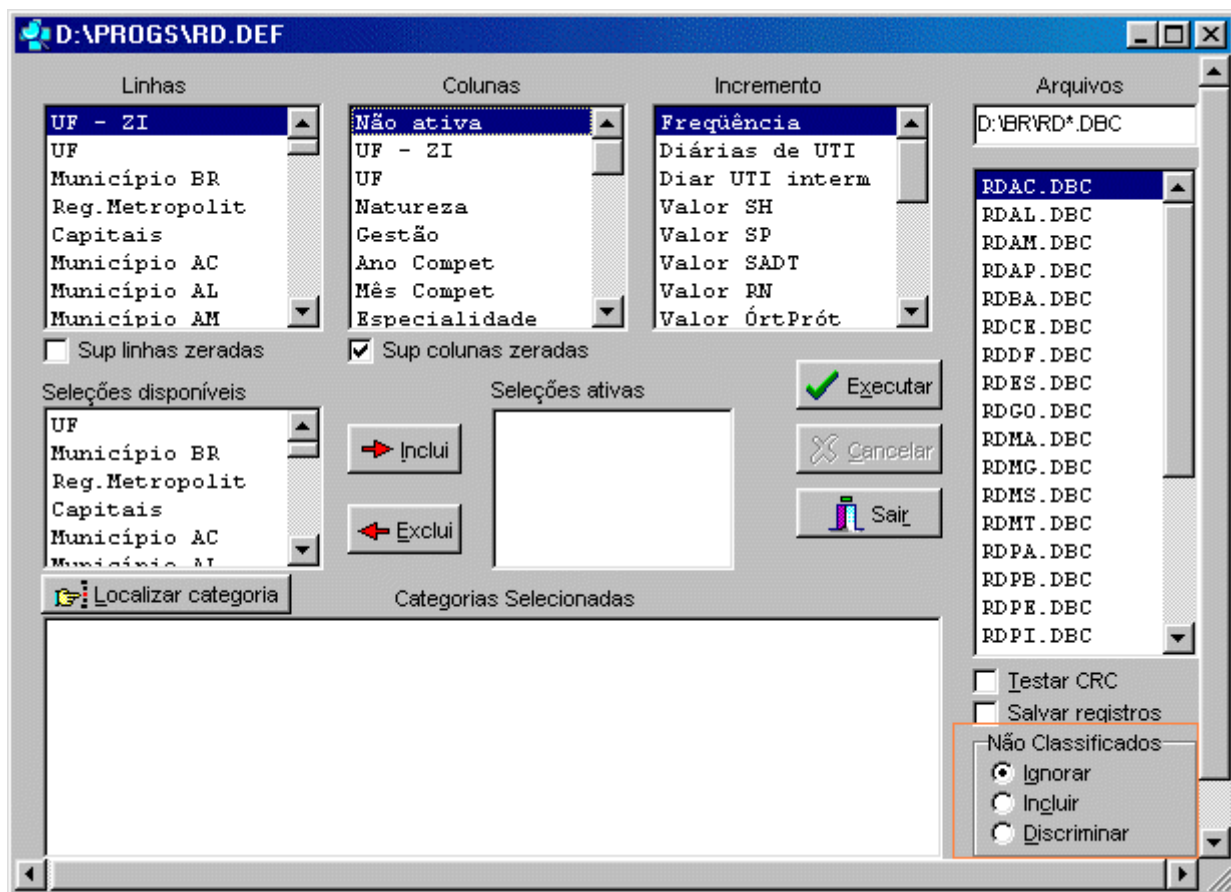 D:\PROGS\RD.DEF
Linhas
UF - ZI
UF
Município BR
Reg.Metropolit
Capitais
Município AC
Município AL
Município AM
Sup linhas zeradas
Colunas
Não ativa
UF - ZI
UF
Natureza
Gestão
Ano Compet
Mês Compet
Especialidade
Sup colunas zeradas
Incremento
Freqüência
Diárias de UTI
Diar UTI interm
Valor SH
Valor SP
Valor SADT
Valor RN
Valor ÓrtPrót
Arquivos
D:\BR\RD*.DBC
RDAC.DBC
RDAL.DBC
RDAM.DBC
RDAP.DBC
RDBA.DBC
RDCE.DBC
RDDF.DBC
RDES.DBC
RDGO.DBC
RDMA.DBC
RDMG.DBC
RDMS.DBC
RDMT.DBC
RDPA.DBC
RDPB.DBC
RDPE.DBC
RDPI.DBC
Seleções disponíveis
UF
Município BR
Reg.Metropolit
Capitais
Município AC
Município AL
Inclui
Exclui
Seleções ativas
Executar
Cancelar
Sair
Localizar categoria
Categorias Selecionadas
Testar CRC
Salvar registros
Não Classificados
Ignorar
Incluir
Discriminar